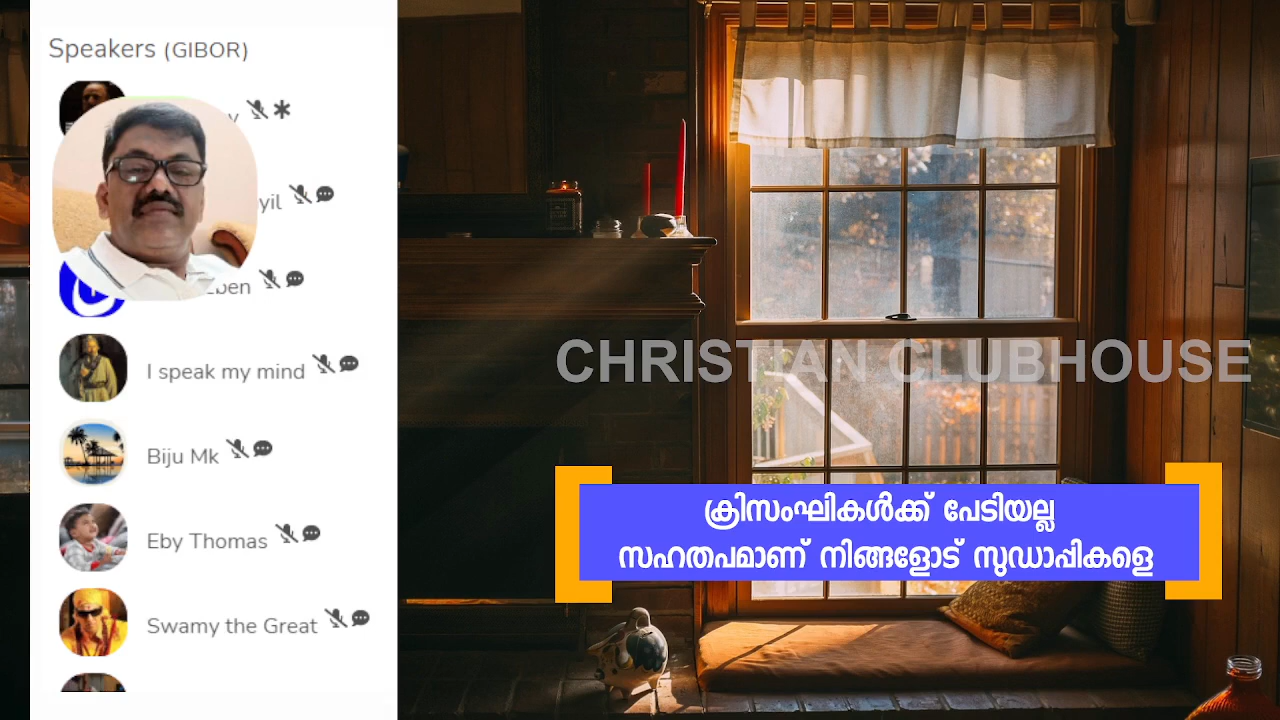 Speakers (GIBOR)
I speak my mind
Biju Mk
Eby Thomas
Swamy the Great
CHRISTIAN CLUBHOUSE
ക്രിസംഘികൾക്ക് പേടിയല്ല
സഹതപമാണ് നിങ്ങളോട് സുഡാപ്പികളെ